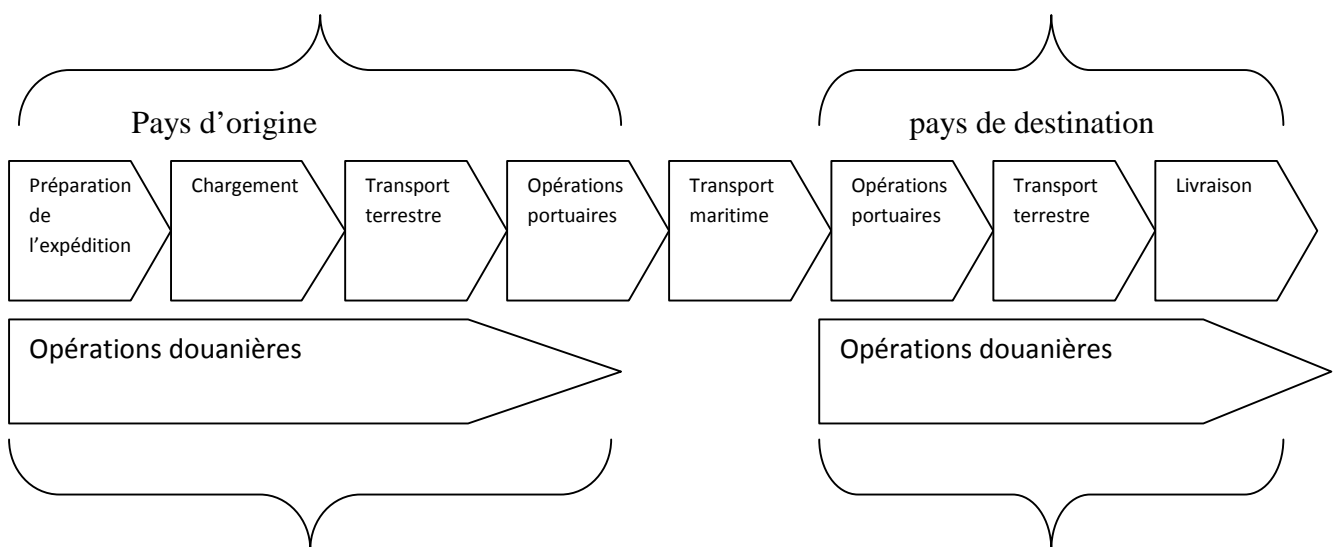 Pays d’origine
pays de destination
Préparation
de
l’expédition
Chargement
Transport
terrestre
Opérations
portuaires
Transport
maritime
Opérations
portuaires
Transport
terrestre
Livraison
Opérations douanières
Opérations douanières